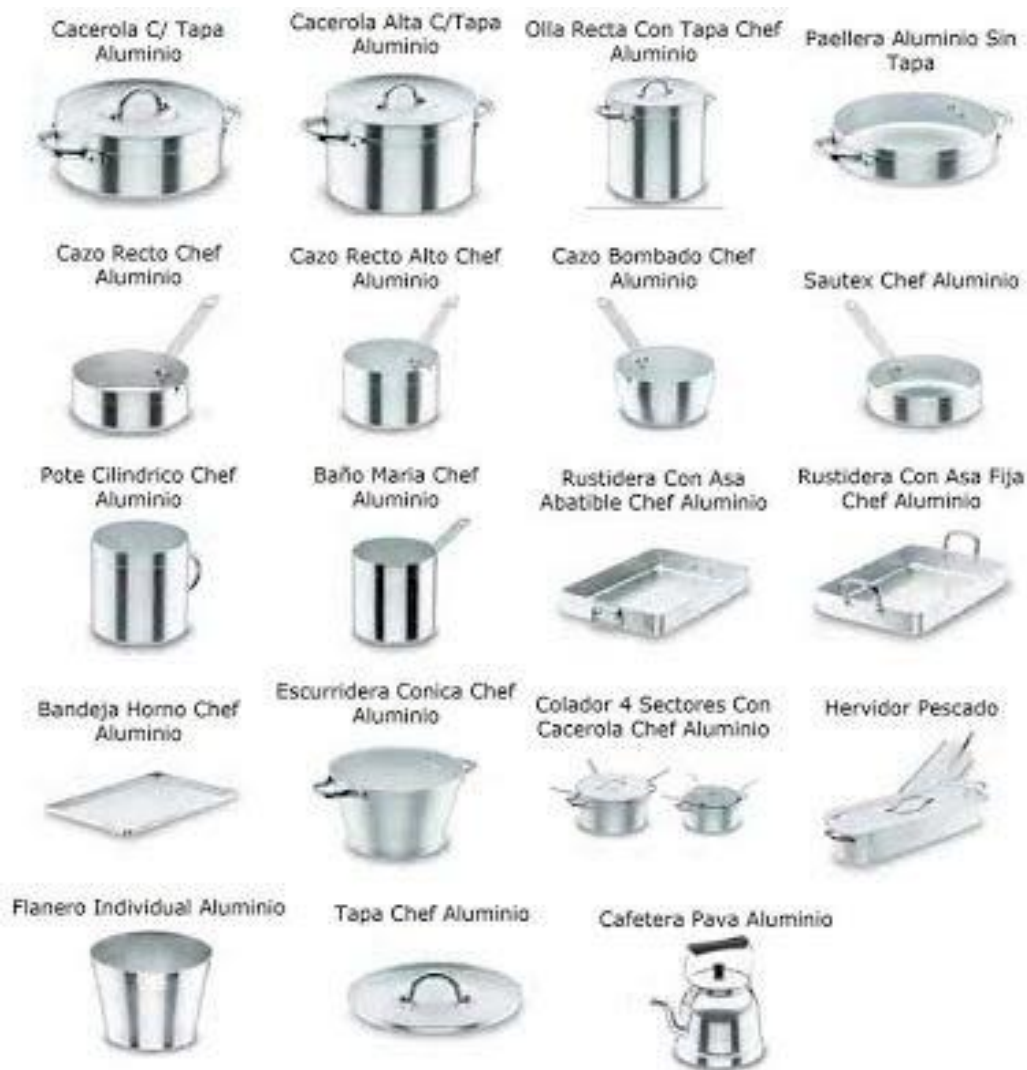 Cacerola C/ Tapa
Aluminio
Cacerola Alta C/Tapa
Aluminio
Olla Recta Con Tapa Chef
Aluminio
Paellera Aluminio Sin
Tapa
Cazo Recto Chef
Aluminio
Cazo Recto Alto Chef
Aluminio
Cazo Bombado Chef
Aluminio
Sautex Chef Aluminio
Pote Cilindrico Chef
Aluminio
Baño Maria Chef
Aluminio
Rustidera Con Asa
Abatible Chef Aluminio
Rustidera Con Asa Fija
Chef Aluminio
Bandeja Horno Chef
Aluminio
Escurridera Conica Chef
Aluminio
Colador 4 Sectores Con
Cacerola Chef Aluminio
Hervidor Pescado
Flanero Individual Aluminio
Tapa Chef Aluminio
Cafetera Pava Aluminio